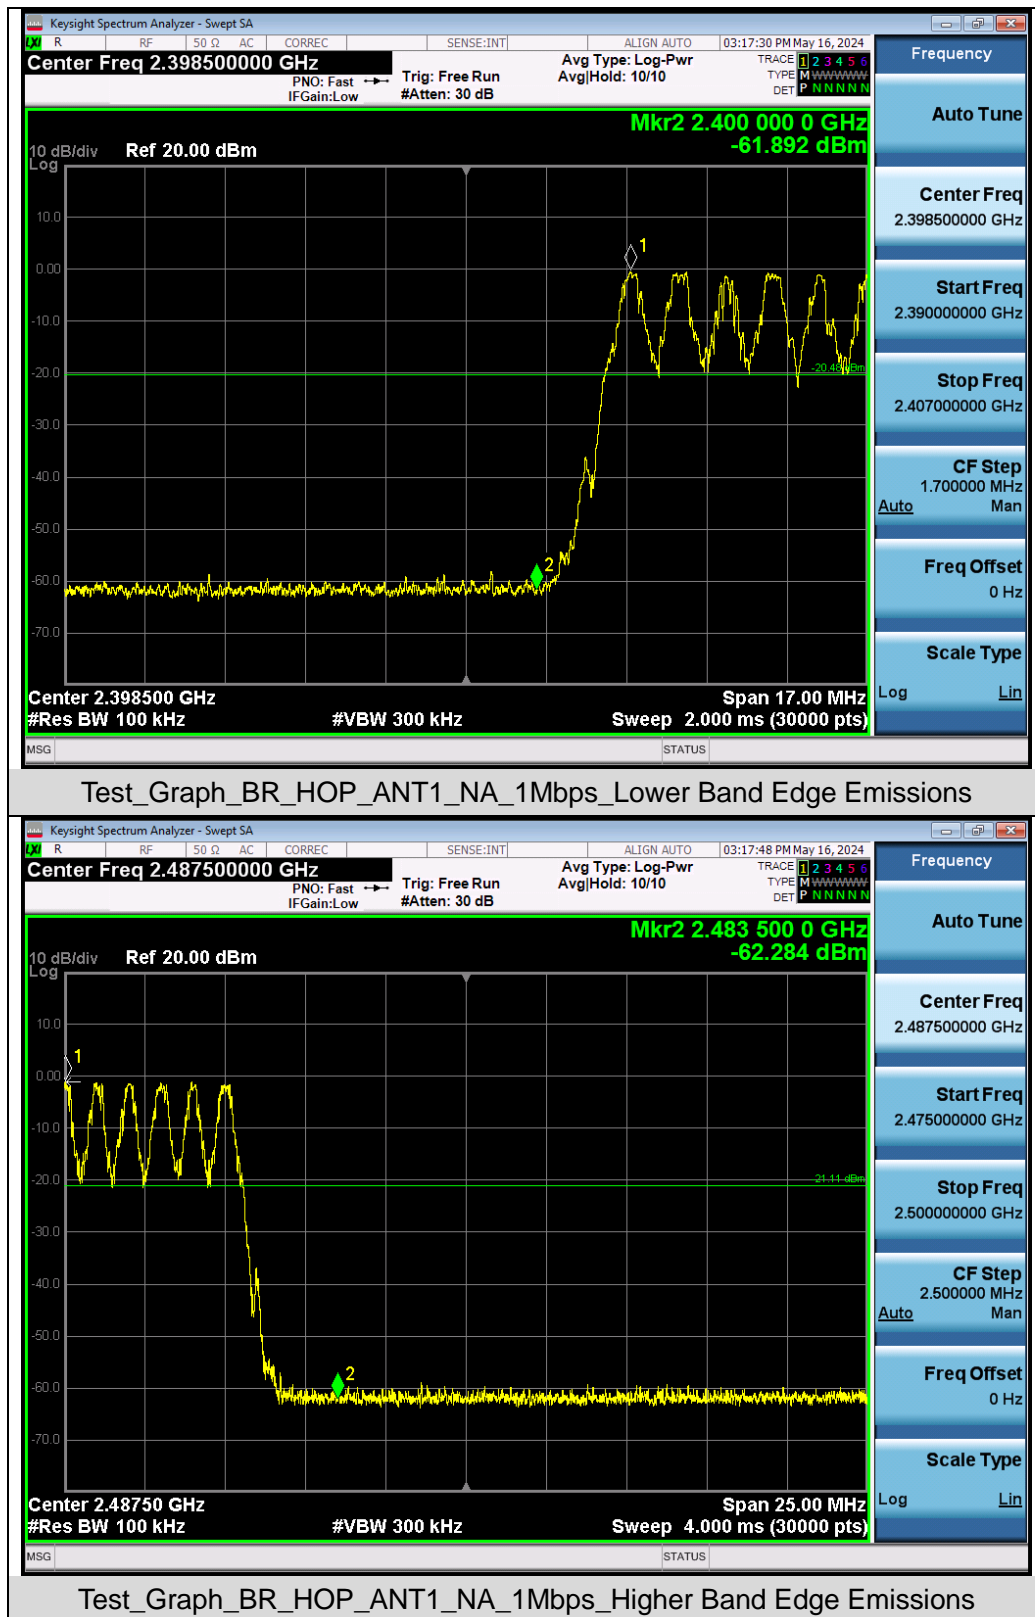 Keysight Spectrum Analyzer - Swept SA
LXI R RF 50 Ω AC CORREC SENSE:INT ALIGN AUTO 03:17:30 PM May 16, 2024
Center Freq 2.398500000 GHz
PNO: Fast
IFGain:Low
Trig: Free Run
#Atten: 30 dB
Avg Type: Log-Pwr
Avg|Hold: 10/10
TRACE 1 2 3 4 5 6
TYPE M WWWWW
DET P N N N N N
Mkr2 2.400 000 0 GHz
-61.892 dBm
10 dB/div Ref 20.00 dBm
Log
10.0
0.00
-10.0
-20.0
-30.0
-40.0
-50.0
-60.0
-70.0
1
-20.48 dBm
2
Center 2.398500 GHz Span 17.00 MHz
#Res BW 100 kHz #VBW 300 kHz Sweep 2.000 ms (30000 pts)
MSG STATUS
Frequency
Auto Tune
Center Freq
2.398500000 GHz
Start Freq
2.390000000 GHz
Stop Freq
2.407000000 GHz
CF Step
1.700000 MHz
Auto Man
Freq Offset
0 Hz
Scale Type
Log Lin
Test_Graph_BR_HOP_ANT1_NA_1Mbps_Lower Band Edge Emissions
Keysight Spectrum Analyzer - Swept SA
LXI R RF 50 Ω AC CORREC SENSE:INT ALIGN AUTO 03:17:48 PM May 16, 2024
Center Freq 2.487500000 GHz
PNO: Fast
IFGain:Low
Trig: Free Run
#Atten: 30 dB
Avg Type: Log-Pwr
Avg|Hold: 10/10
TRACE 1 2 3 4 5 6
TYPE M WWWWW
DET P N N N N N
Mkr2 2.483 500 0 GHz
-62.284 dBm
10 dB/div Ref 20.00 dBm
Log
10.0
0.00
-10.0
-20.0
-30.0
-40.0
-50.0
-60.0
-70.0
1
21.11 dBm
2
Center 2.48750 GHz Span 25.00 MHz
#Res BW 100 kHz #VBW 300 kHz Sweep 4.000 ms (30000 pts)
MSG STATUS
Frequency
Auto Tune
Center Freq
2.487500000 GHz
Start Freq
2.475000000 GHz
Stop Freq
2.500000000 GHz
CF Step
2.500000 MHz
Auto Man
Freq Offset
0 Hz
Scale Type
Log Lin
Test_Graph_BR_HOP_ANT1_NA_1Mbps_Higher Band Edge Emissions